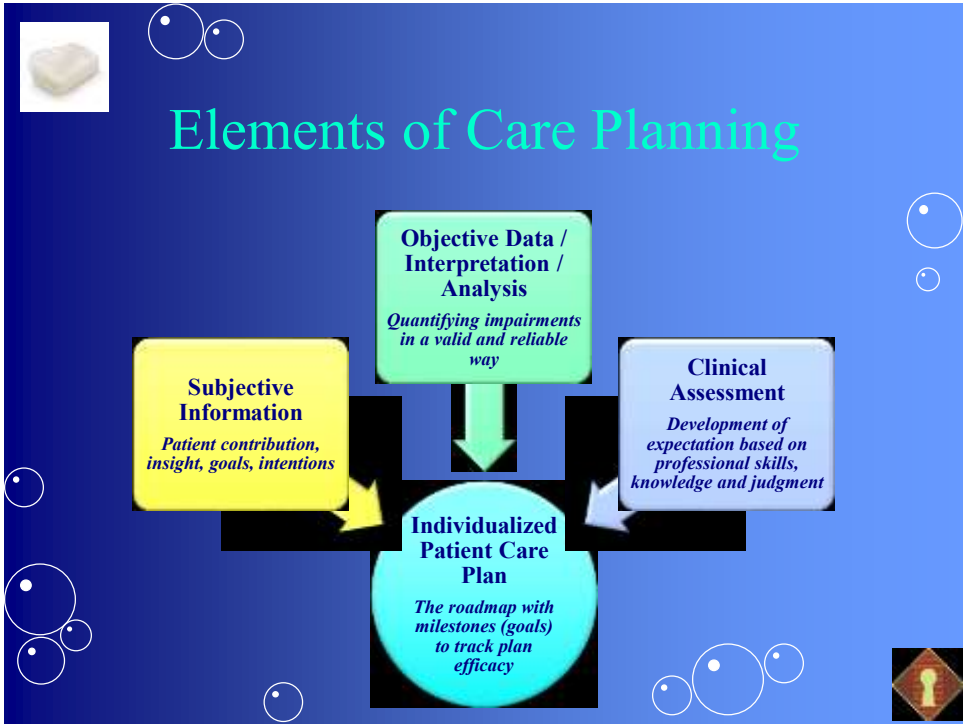 Elements of Care Planning
Objective Data /
Interpretation /
Analysis
Quantifying impairments
in a valid and reliable
way
Subjective
Information
Patient contribution,
insight, goals, intentions
Clinical
Assessment
Development of
expectation based on
professional skills,
knowledge and judgment
Individualized
Patient Care
Plan
The roadmap with
milestones (goals)
to track plan
efficacy